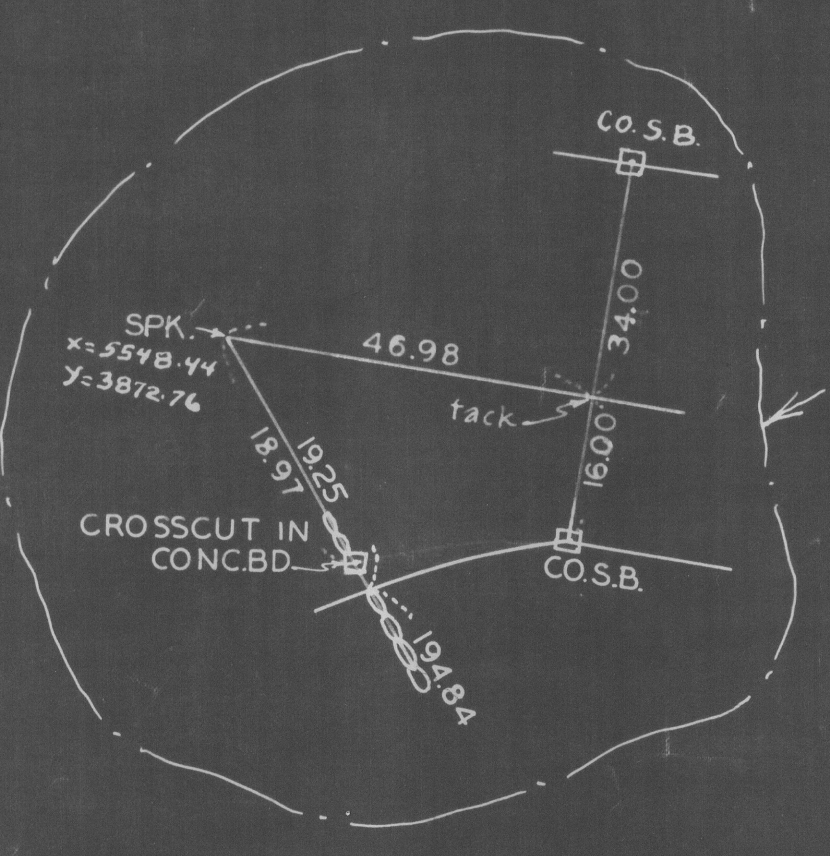 CO. S. B.
34.00
SPK.
x=5548.44
y=3872.76
46.98
tack
16.00
19.25
18.97
CROSSCUT IN
CONC.BD
CO.S.B.
194.84